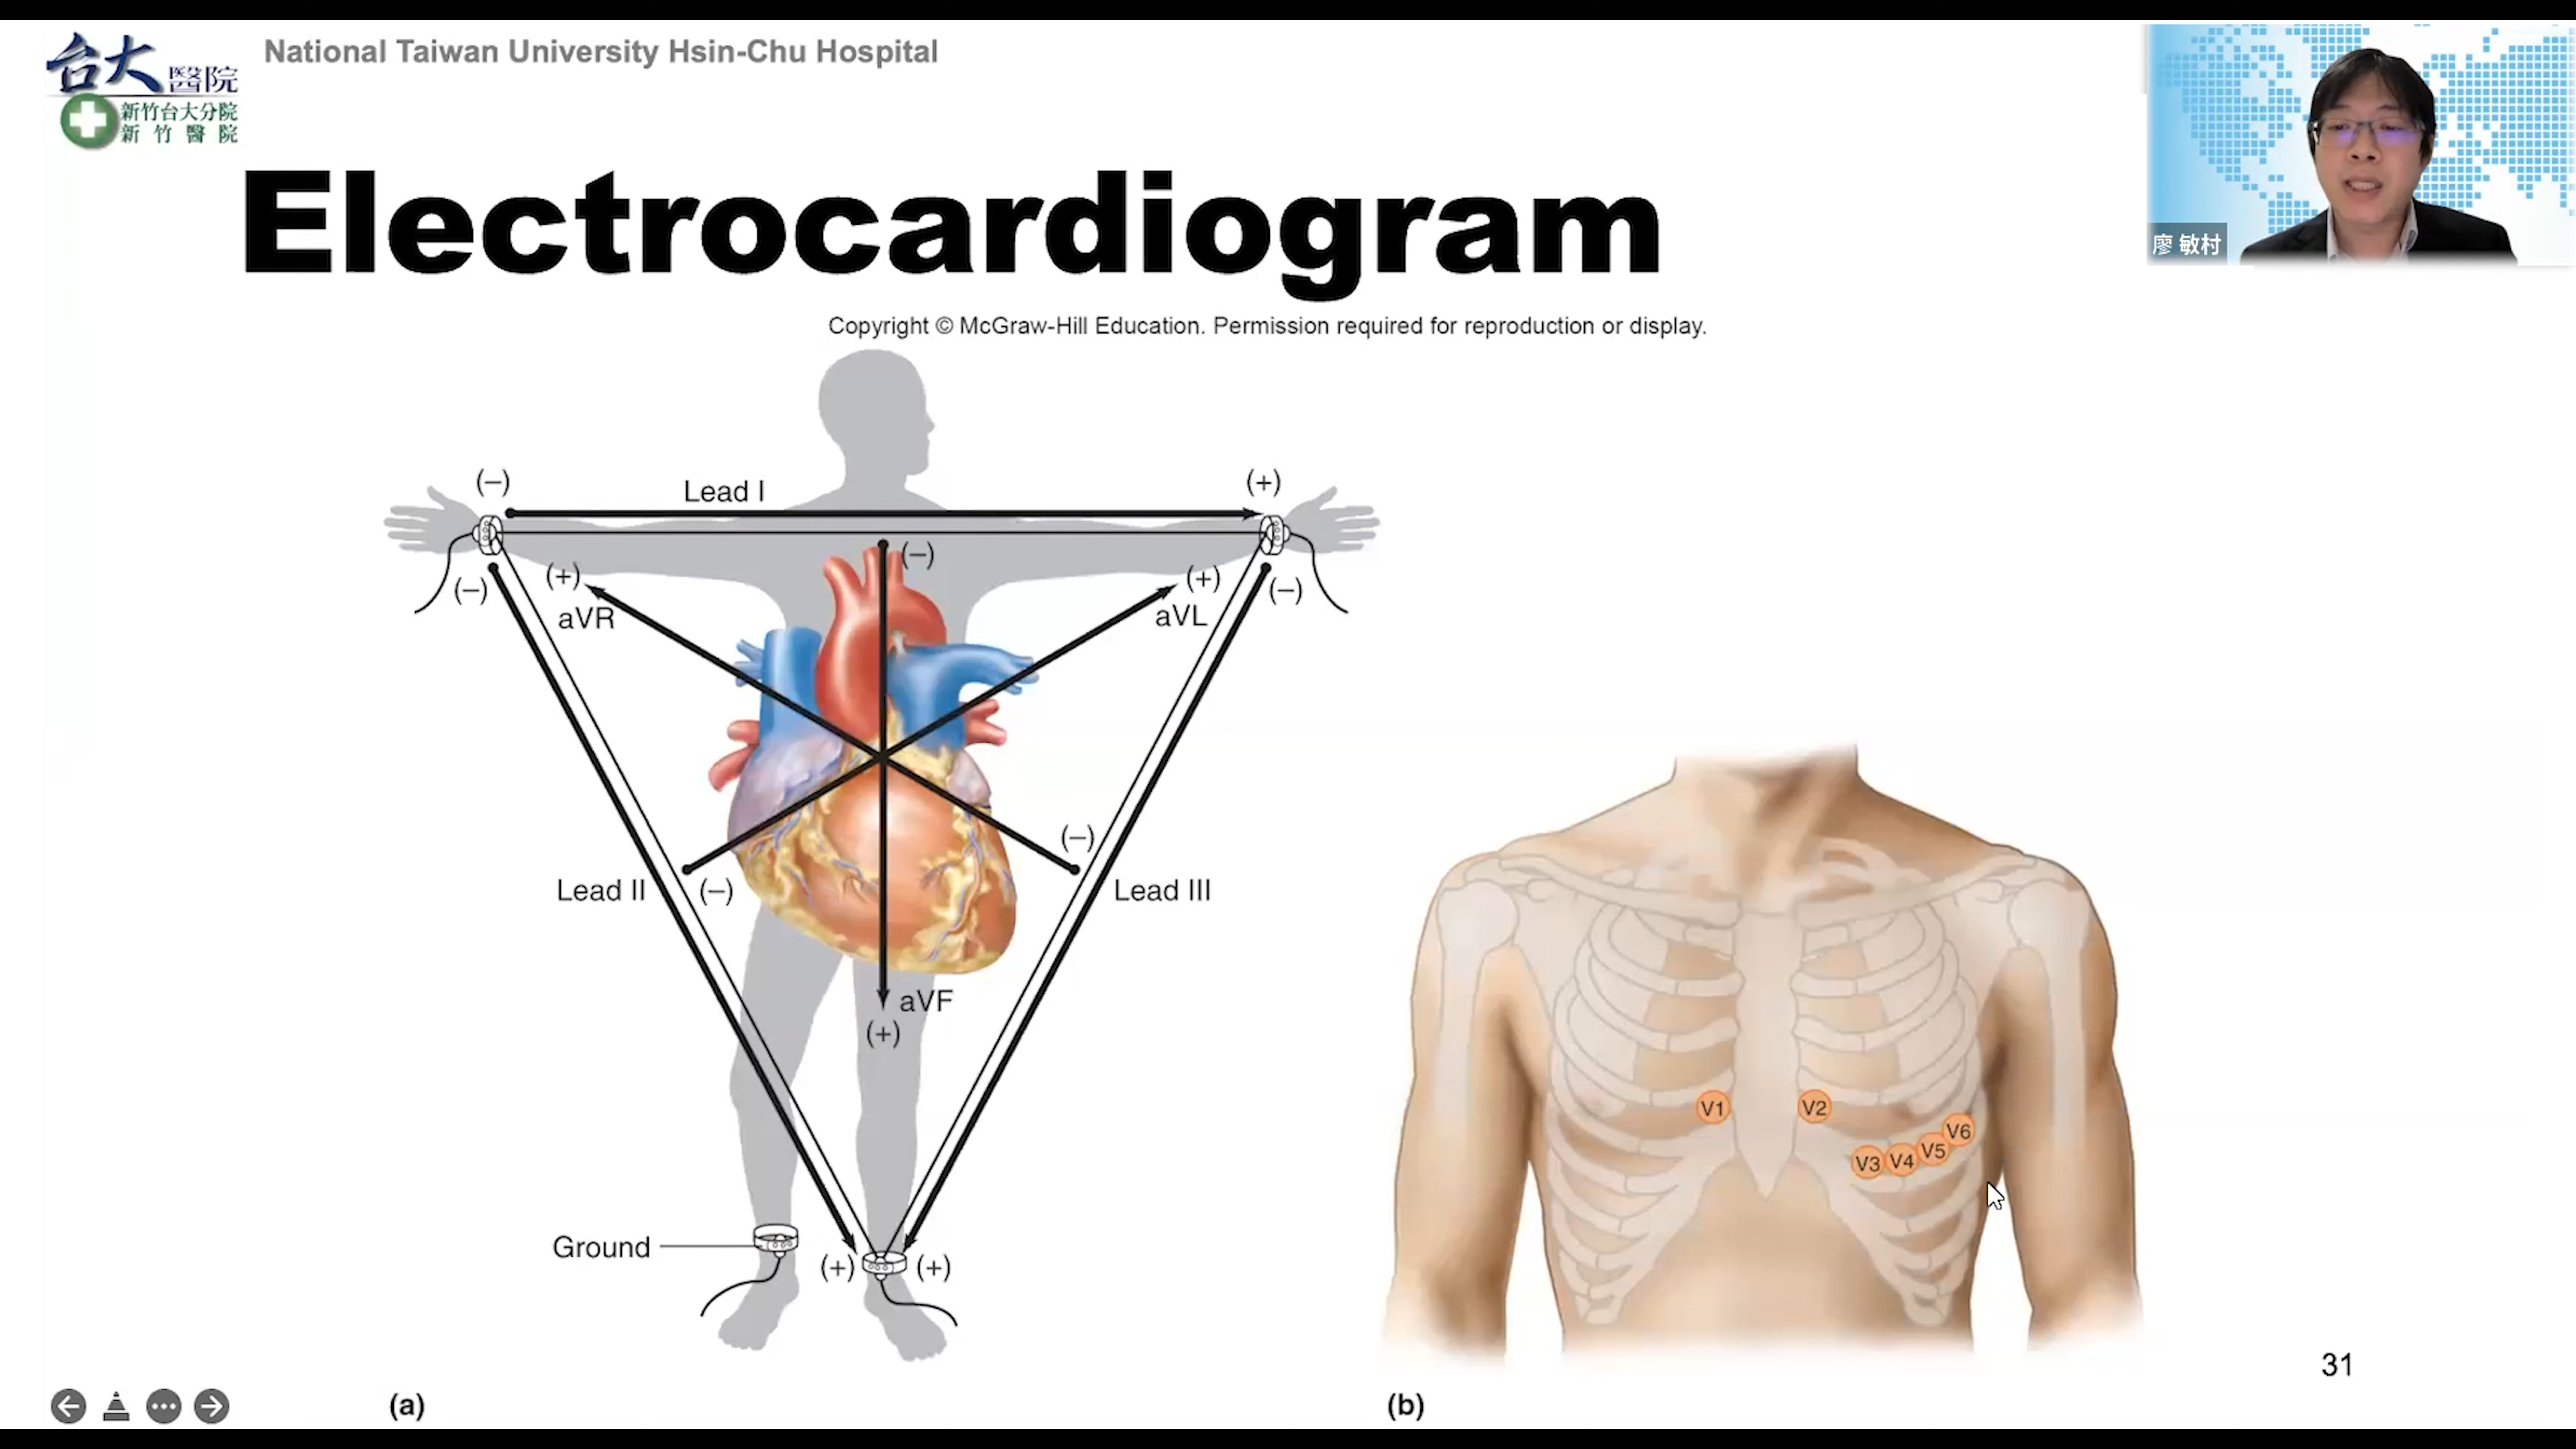 台大醫院
新竹台大分院
新竹醫院
National Taiwan University Hsin-Chu Hospital
廖 敏村
Electrocardiogram
Copyright © McGraw-Hill Education. Permission required for reproduction or display.
(–)
Lead I
(+)
(–)
(–)
(+)
aVR
(+)
aVL
(–)
Lead II
(–)
(–)
Lead III
aVF
(+)
Ground
(+)
(+)
V1
V2
V3
V4
V5
V6
31
(a)
(b)